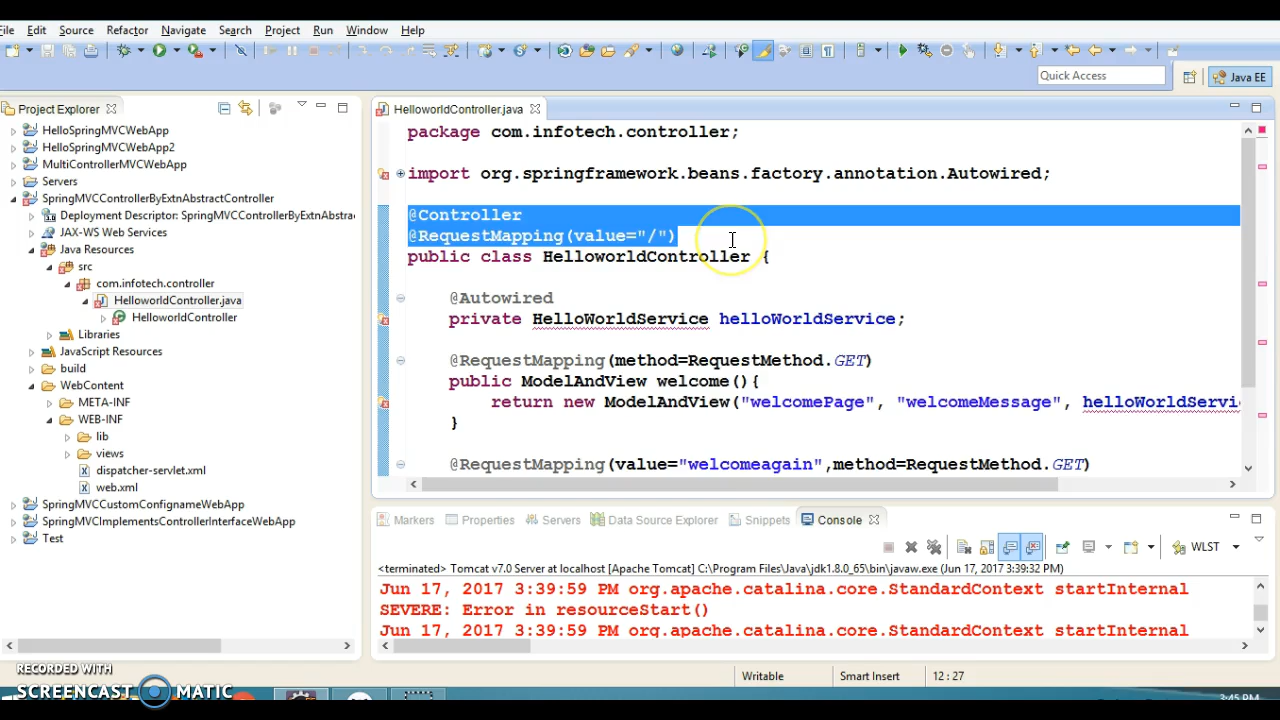 File Edit Source Refactor Navigate Search Project Run Window Help
Quick Access
Java EE
Project Explorer
HelloSpringMVCWebApp
HelloSpringMVCWebApp2
MultiControllerMVCWebApp
Servers
SpringMVCControllerByExtnAbstractController
Deployment Descriptor: SpringMVCControllerByExtnAbstra
JAX-WS Web Services
Java Resources
src
com.infotech.controller
HelloworldController.java
HelloworldController
Libraries
JavaScript Resources
build
WebContent
META-INF
WEB-INF
lib
views
dispatcher-servlet.xml
web.xml
SpringMVCCustomConfignameWebApp
SpringMVCImplementsControllerInterfaceWebApp
Test
HelloworldController.java
package com.infotech.controller;
import org.springframework.beans.factory.annotation.Autowired;
@Controller
@RequestMapping(value="/")
public class HelloworldController {
@Autowired
private HelloWorldService helloWorldService;
@RequestMapping(method=RequestMethod.GET)
public ModelAndView welcome(){
return new ModelAndView("welcomePage", "welcomeMessage", helloWorldServi
}
@RequestMapping(value="welcomeagain",method=RequestMethod.GET)
Markers Properties Servers Data Source Explorer Snippets Console
WLST
<terminated> Tomcat v7.0 Server at localhost [Apache Tomcat] C:\Program Files\Java\jdk1.8.0_65\bin\javaw.exe (Jun 17, 2017 3:39:32 PM)
Jun 17, 2017 3:39:59 PM org.apache.catalina.core.StandardContext startInternal
SEVERE: Error in resourceStart()
Jun 17, 2017 3:39:59 PM org.apache.catalina.core.StandardContext startInternal
Writable Smart Insert 12 : 27
RECORDED WITH
SCREENCAST MATIC
3:45 PM